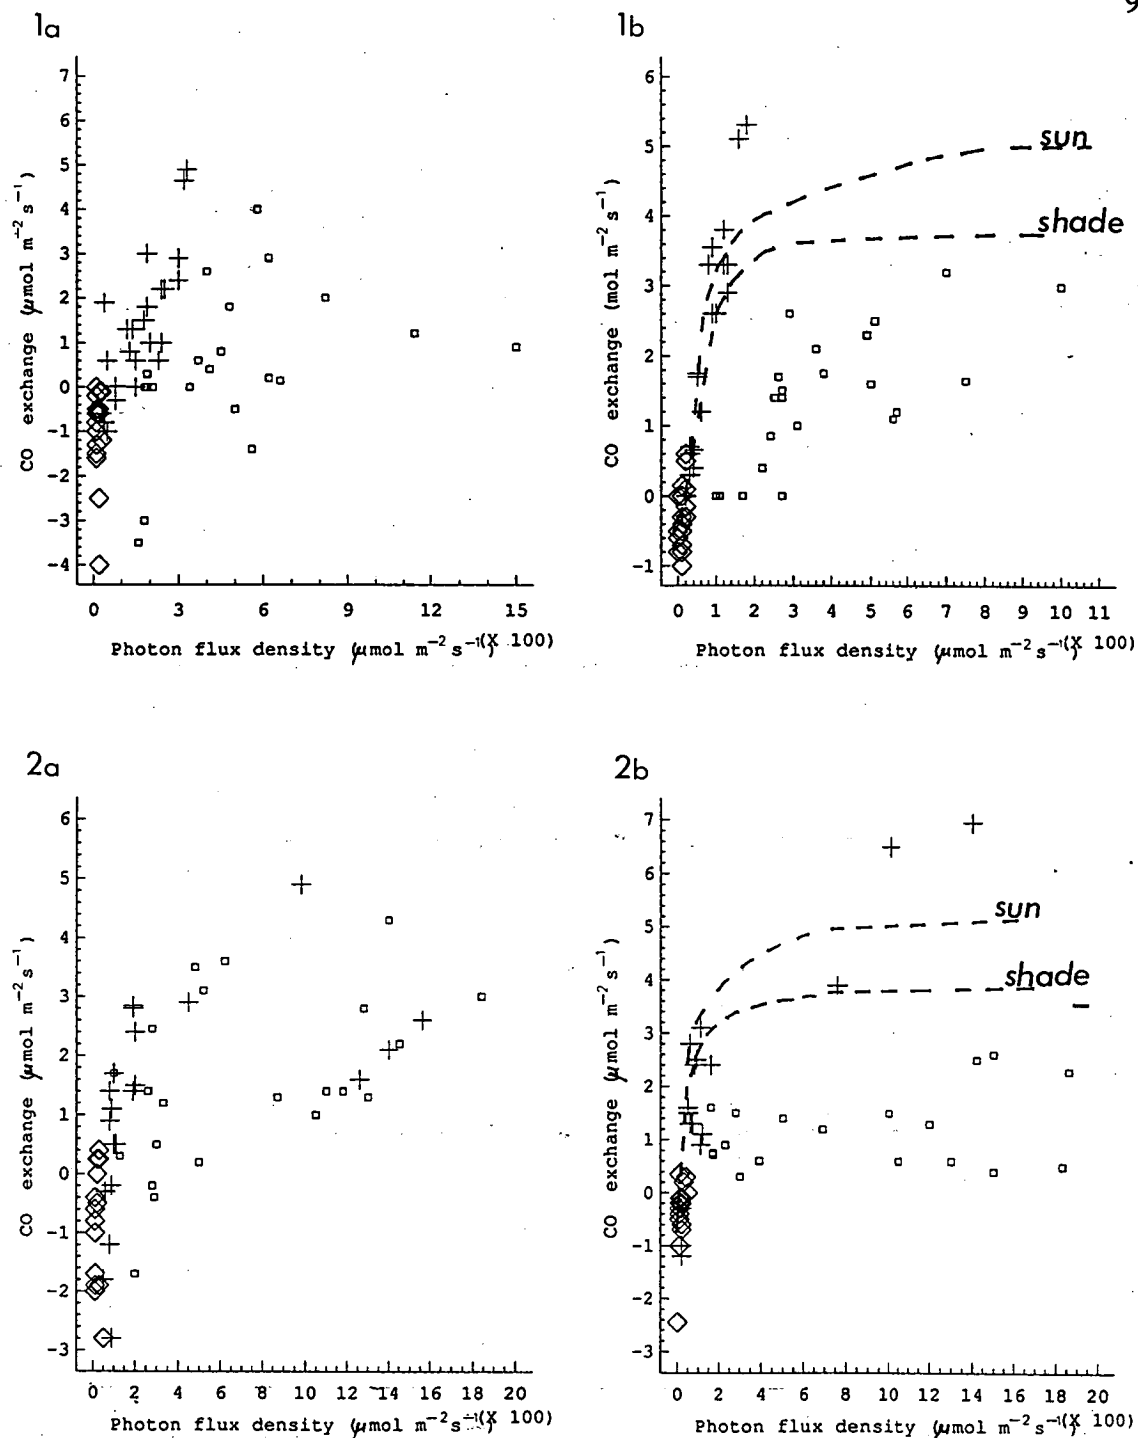 9
1a
7
6
5
4
3
2
1
0
-1
-2
-3
-4
0 3 6 9 12 15
CO exchange (μmol m⁻² s⁻¹)
Photon flux density (μmol m⁻² s⁻¹(X 100)
1b
6
5
4
3
2
1
0
-1
0 1 2 3 4 5 6 7 8 9 10 11
CO exchange (mol m⁻² s⁻¹)
Photon flux density (μmol m⁻² s⁻¹(X 100)
sun
shade
2a
6
5
4
3
2
1
0
-1
-2
-3
0 2 4 6 8 10 12 14 16 18 20
CO exchange (μmol m⁻² s⁻¹)
Photon flux density (μmol m⁻² s⁻¹(X 100)
2b
7
6
5
4
3
2
1
0
-1
-2
-3
0 2 4 6 8 10 12 14 16 18 20
CO exchange (μmol m⁻² s⁻¹)
Photon flux density (μmol m⁻² s⁻¹(X 100)
sun
shade